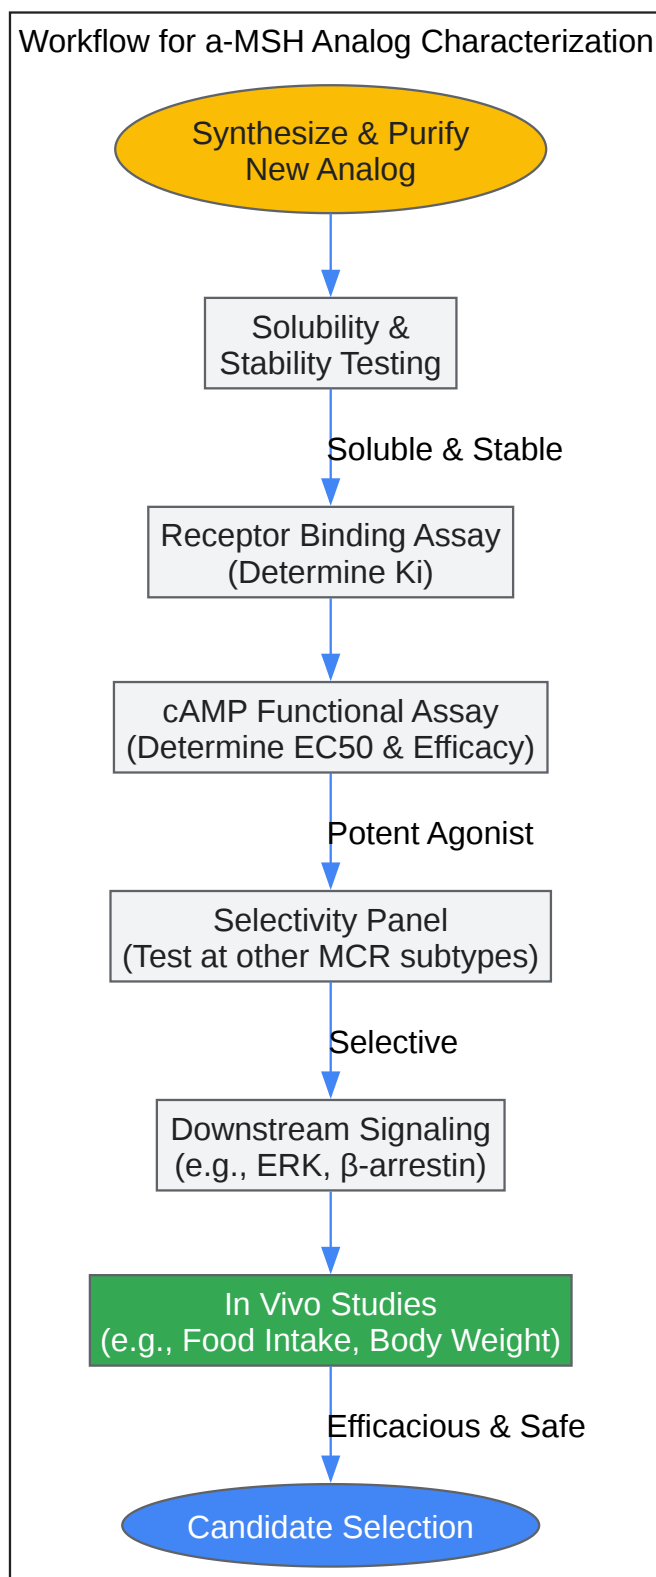 Workflow for a-MSH Analog Characterization
Synthesize & Purify
New Analog
Solubility &
Stability Testing
Soluble & Stable
Receptor Binding Assay
(Determine Ki)
cAMP Functional Assay
(Determine EC50 & Efficacy)
Potent Agonist
Selectivity Panel
(Test at other MCR subtypes)
Selective
Downstream Signaling
(e.g., ERK, β-arrestin)
In Vivo Studies
(e.g., Food Intake, Body Weight)
Efficacious & Safe
Candidate Selection